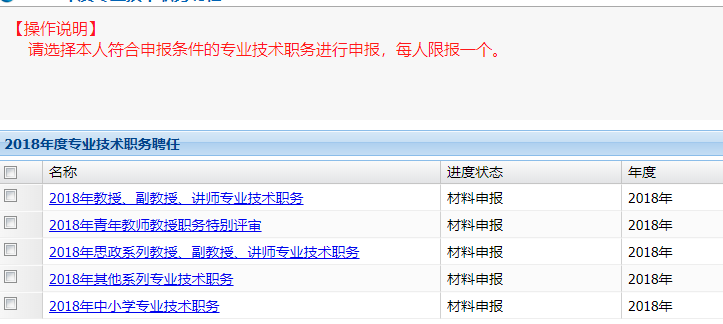 【操作说明】
请选择本人符合申报条件的专业技术职务进行申报，每人限报一个。
2018年度专业技术职务聘任
名称 进度状态 年度
2018年教授、副教授、讲师专业技术职务 材料申报 2018年
2018年青年教师教授职务特别评审 材料申报 2018年
2018年思政系列教授、副教授、讲师专业技术职务 材料申报 2018年
2018年其他系列专业技术职务 材料申报 2018年
2018年中小学专业技术职务 材料申报 2018年